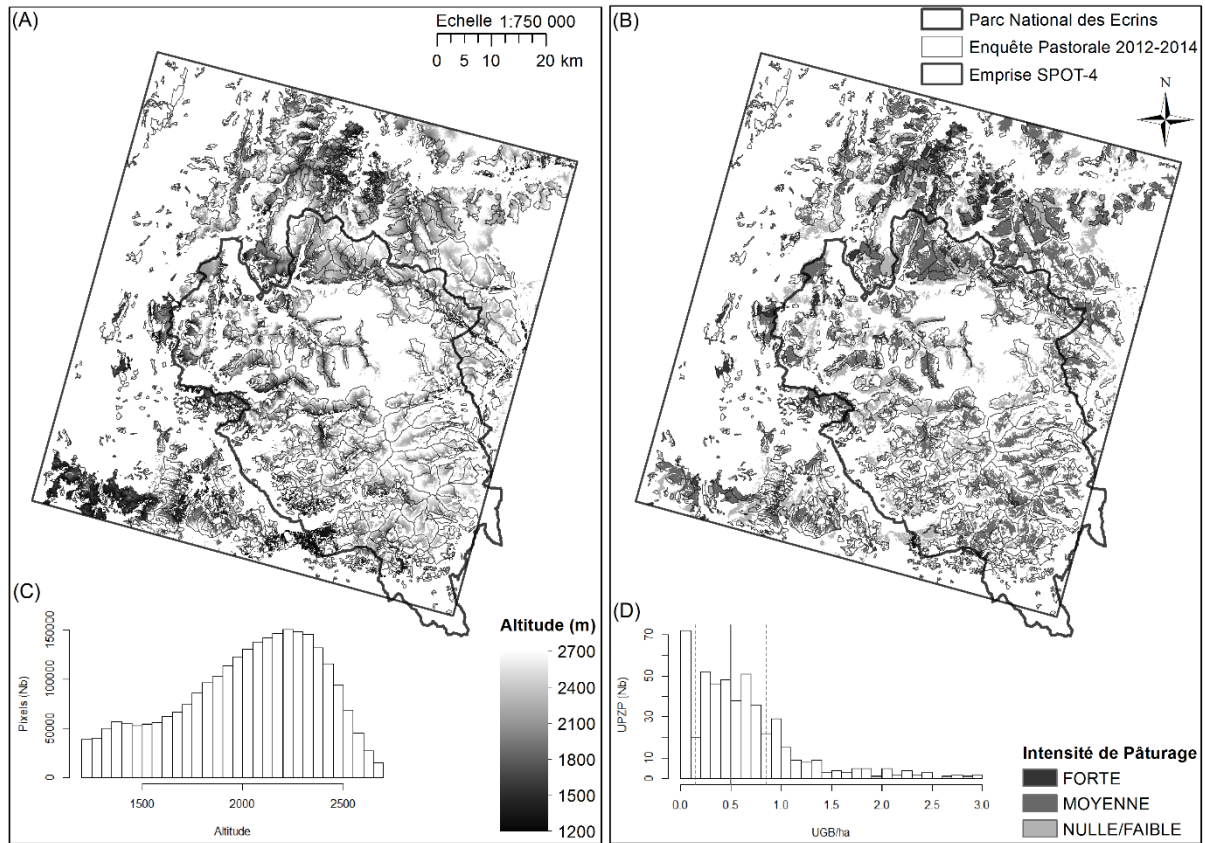 (A)
Echelle 1:750 000
0 5 10 20 km
(B)
Parc National des Ecrins
Enquête Pastorale 2012-2014
Emprise SPOT-4
N
(C)
150000
100000
50000
0
Pixels (Nb)
1500 2000 2500
Altitude
Altitude (m)
2700
2400
2100
1800
1500
1200
(D)
70
50
30
10
0
UPZP (Nb)
0.0 0.5 1.0 1.5 2.0 2.5 3.0
UGB/ha
Intensité de Pâturage
FORTE
MOYENNE
NULLE/FAIBLE